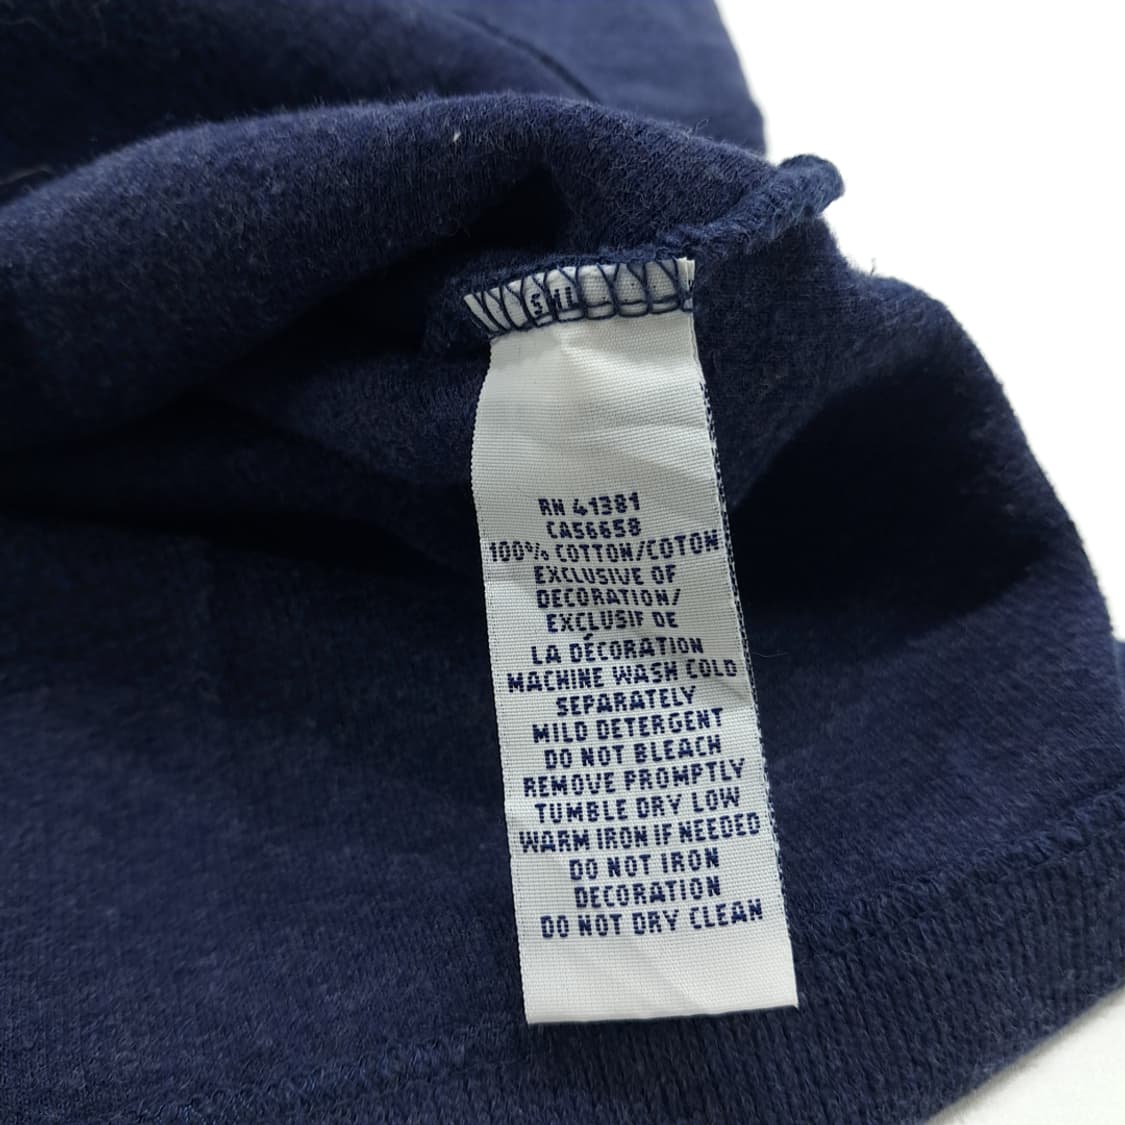 RN 41381
CA56658
100% COTTON/COTON
EXCLUSIVE OF
DECORATION/
EXCLUSIF DE
LA DÉCORATION
MACHINE WASH COLD
SEPARATELY
MILD DETERGENT
DO NOT BLEACH
REMOVE PROMPTLY
TUMBLE DRY LOW
WARM IRON IF NEEDED
DO NOT IRON
DECORATION
DO NOT DRY CLEAN